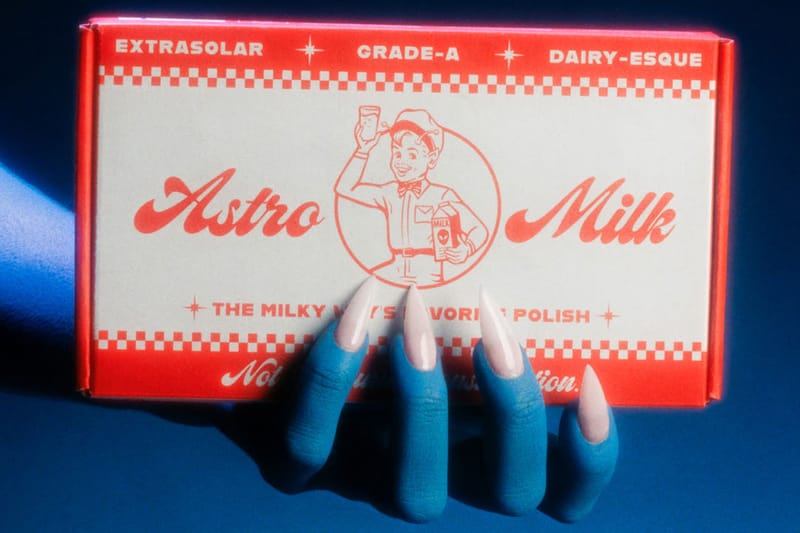 EXTRASOLAR GRADE-A DAIRY-ESQUE
Astro Milk
MILK
THE MILKY POLISH